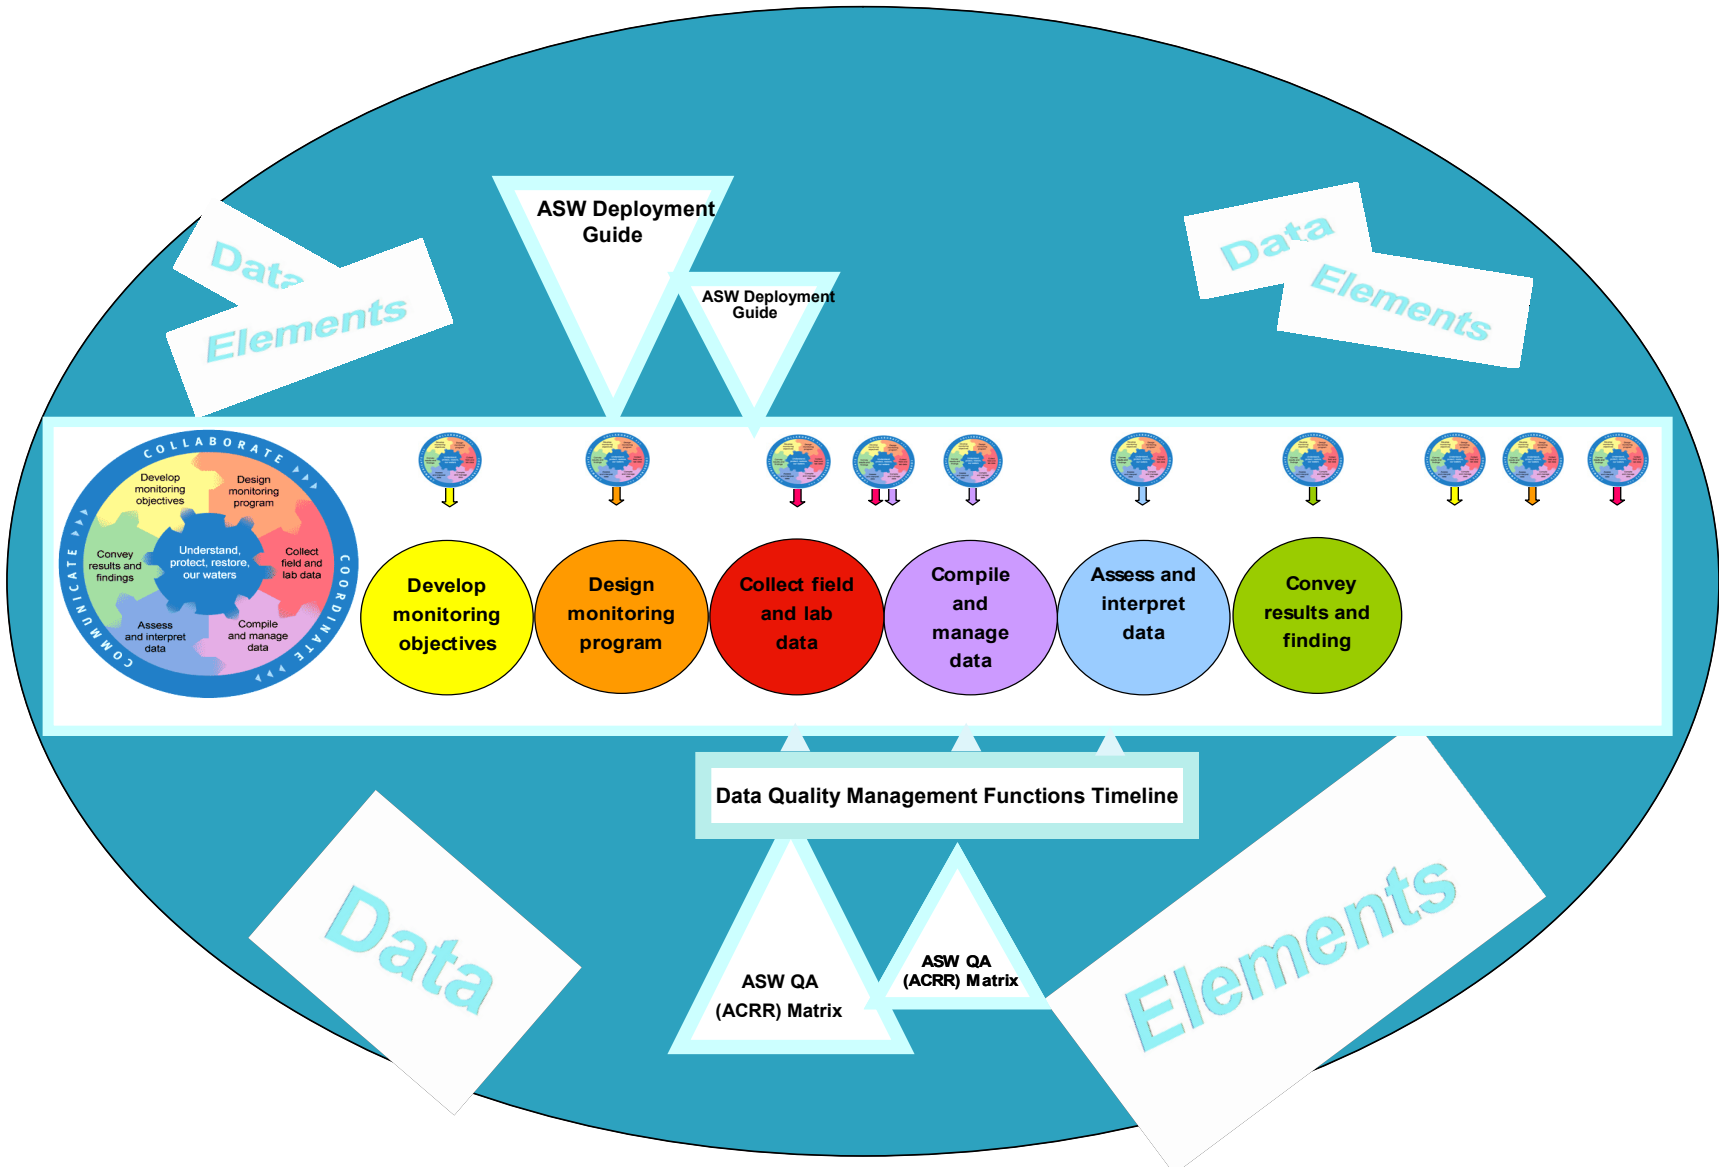 ASW Deployment
Guide
ASW Deployment
Guide
Data
Elements
Data
Elements
COLLABORATE
COORDINATE
COMMUNICATE
Develop
monitoring
objectives
Design
monitoring
program
Convey
results and
findings
Understand,
protect, restore,
our waters
Collect
field and
lab data
Assess
and interpret
data
Compile
and manage
data
Develop
monitoring
objectives
Design
monitoring
program
Collect field
and lab
data
Compile
and
manage
data
Assess and
interpret
data
Convey
results and
finding
Data Quality Management Functions Timeline
ASW QA
(ACRR) Matrix
ASW QA
(ACRR) Matrix
Data
Elements